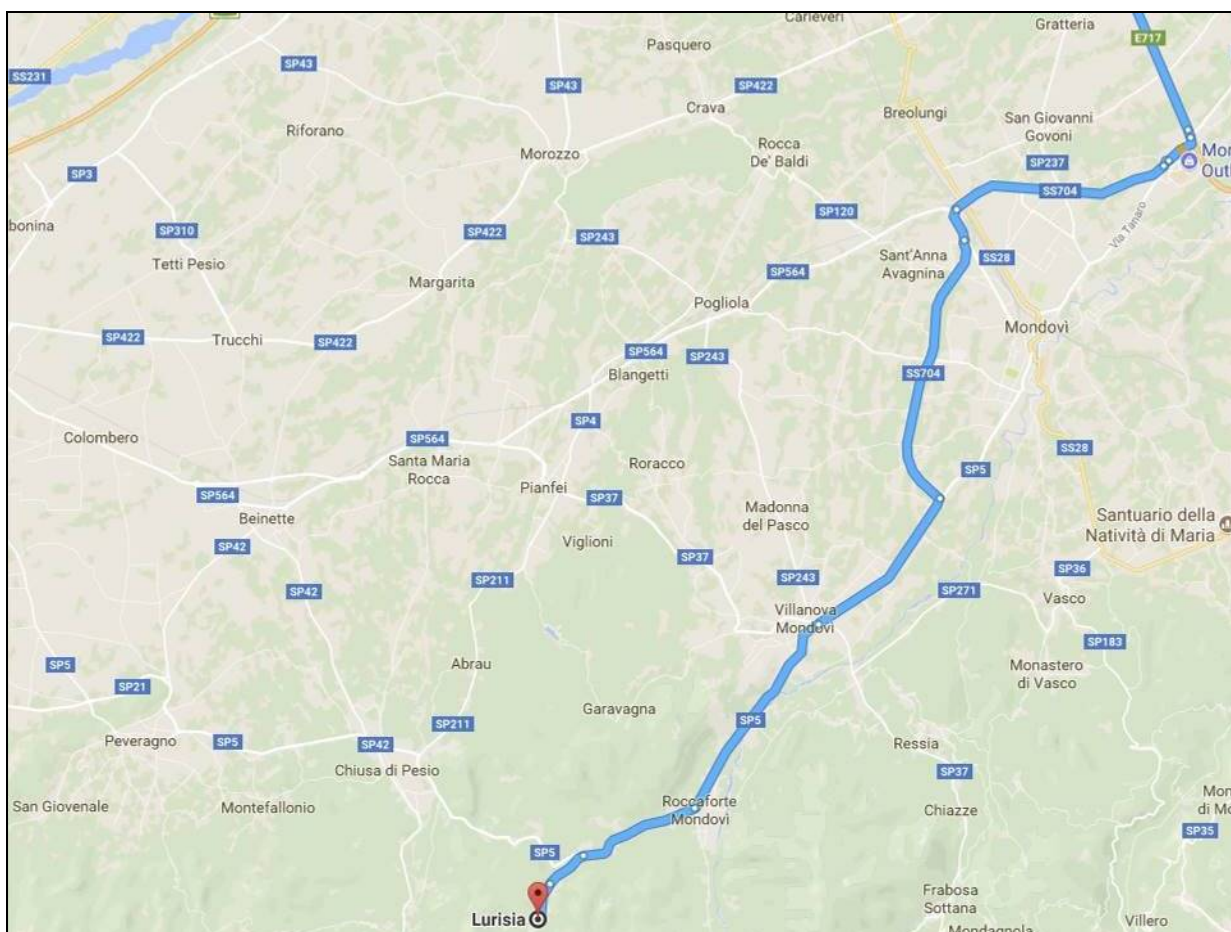 Carleveri
Gratteria
E717
Pasquero
SP43
SS231
SP43
SP422
Crava
Breolungi
San Giovanni
Govoni
Riforano
Rocca
De' Baldi
Mon
Outl
Morozzo
SP237
SP3
SS704
SP120
bonina
SP310
SP422
SP243
Via Tanaro
Sant'Anna
Avagnina
SS28
Tetti Pesio
SP564
Margarita
Pogliola
Mondovì
SP422
Trucchi
SP422
SP564
SP243
Blangetti
SS704
SP4
Colombero
SP564
SS28
Santa Maria
Rocca
Roracco
SP5
Pianfei
SP564
SP37
Madonna
del Pasco
Santuario della
Natività di Maria
Beinette
SP42
Viglioni
SP37
SP36
SP42
SP211
SP243
SP271
Vasco
Villanova
Mondovì
SP183
SP5
Abrau
Monastero
di Vasco
SP21
Garavagna
SP5
SP211
Peveragno
SP5
SP42
Ressia
Chiusa di Pesio
SP37
San Giovenale
Montefallonio
Roccaforte
Mondovì
Chiazze
Mon
di Mo
SP35
SP5
Frabosa
Sottana
Lurisia
Villero
Mondagnola